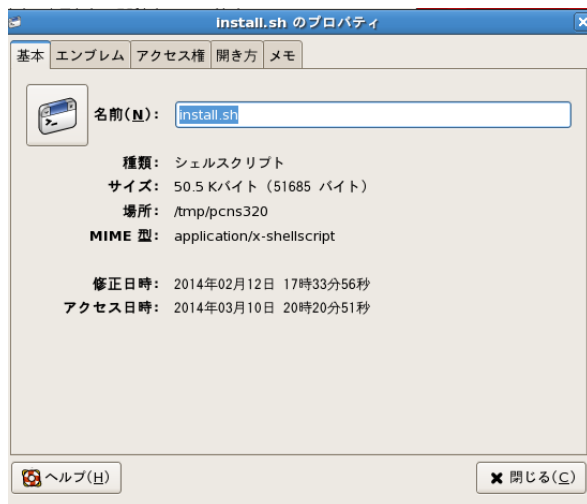 install.sh のプロパティ
基本 エンブレム アクセス権 開き方 メモ
名前(N): install.sh
種類: シェルスクリプト
サイズ: 50.5 Kバイト (51685 バイト)
場所: /tmp/pcns320
MIME 型: application/x-shellscript
修正日時: 2014年02月12日 17時33分56秒
アクセス日時: 2014年03月10日 20時20分51秒
ヘルプ(H) 閉じる(C)